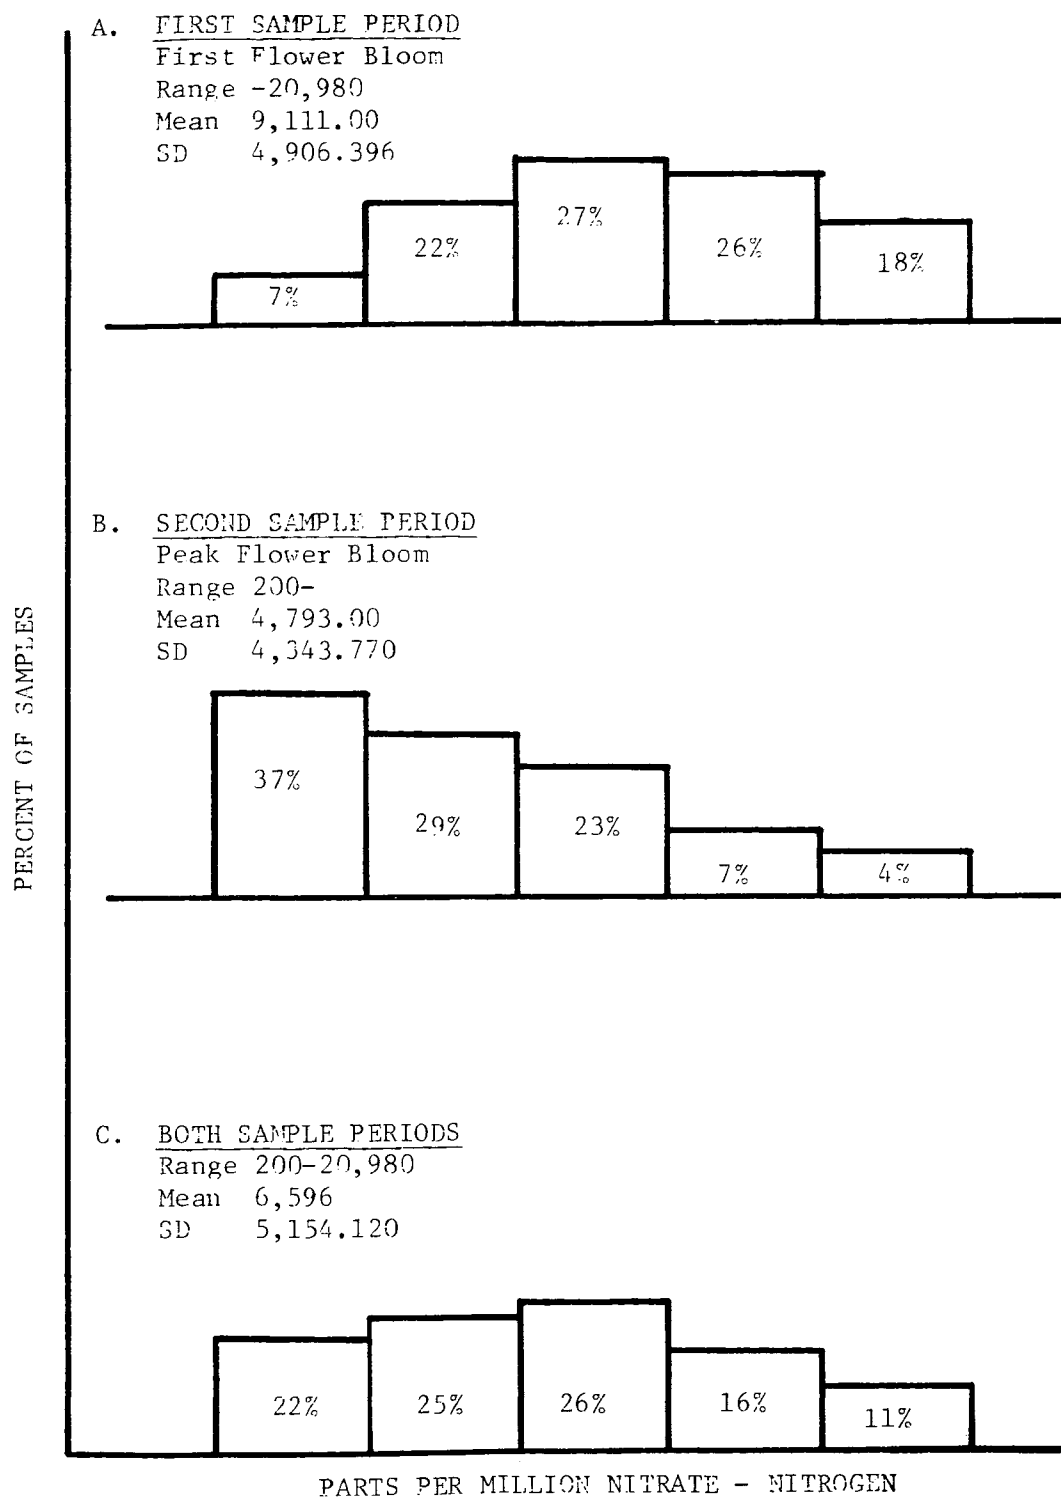 A. FIRST SAMPLE PERIOD
First Flower Bloom
Range -20,980
Mean 9,111.00
SD 4,906.396
7%
22%
27%
26%
18%
B. SECOND SAMPLE PERIOD
Peak Flower Bloom
Range 200-
Mean 4,793.00
SD 4,343.770
37%
29%
23%
7%
4%
C. BOTH SAMPLE PERIODS
Range 200-20,980
Mean 6,596
SD 5,154.120
22%
25%
26%
16%
11%
PERCENT OF SAMPLES
PARTS PER MILLION NITRATE - NITROGEN